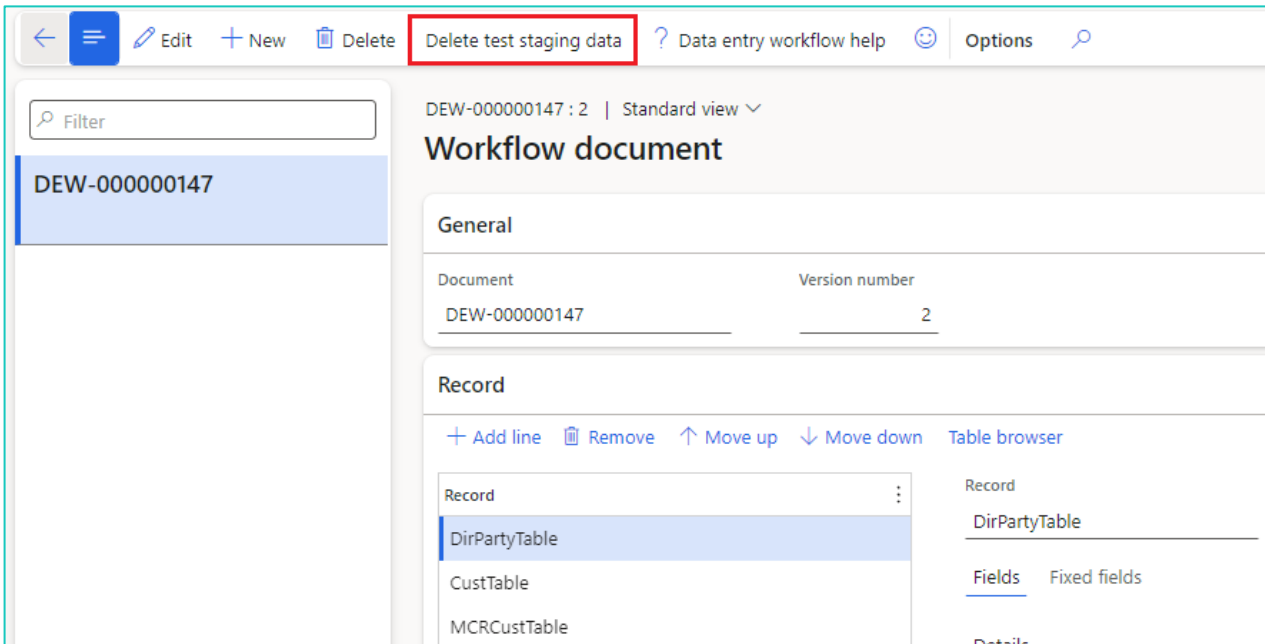 Edit New Delete Delete test staging data ? Data entry workflow help Options
Filter
DEW-000000147
DEW-000000147 : 2 | Standard view
Workflow document
General
Document Version number
DEW-000000147 2
Record
Add line Remove Move up Move down Table browser
Record
DirPartyTable
CustTable
MCRCustTable
Record
DirPartyTable
Fields Fixed fields
Details